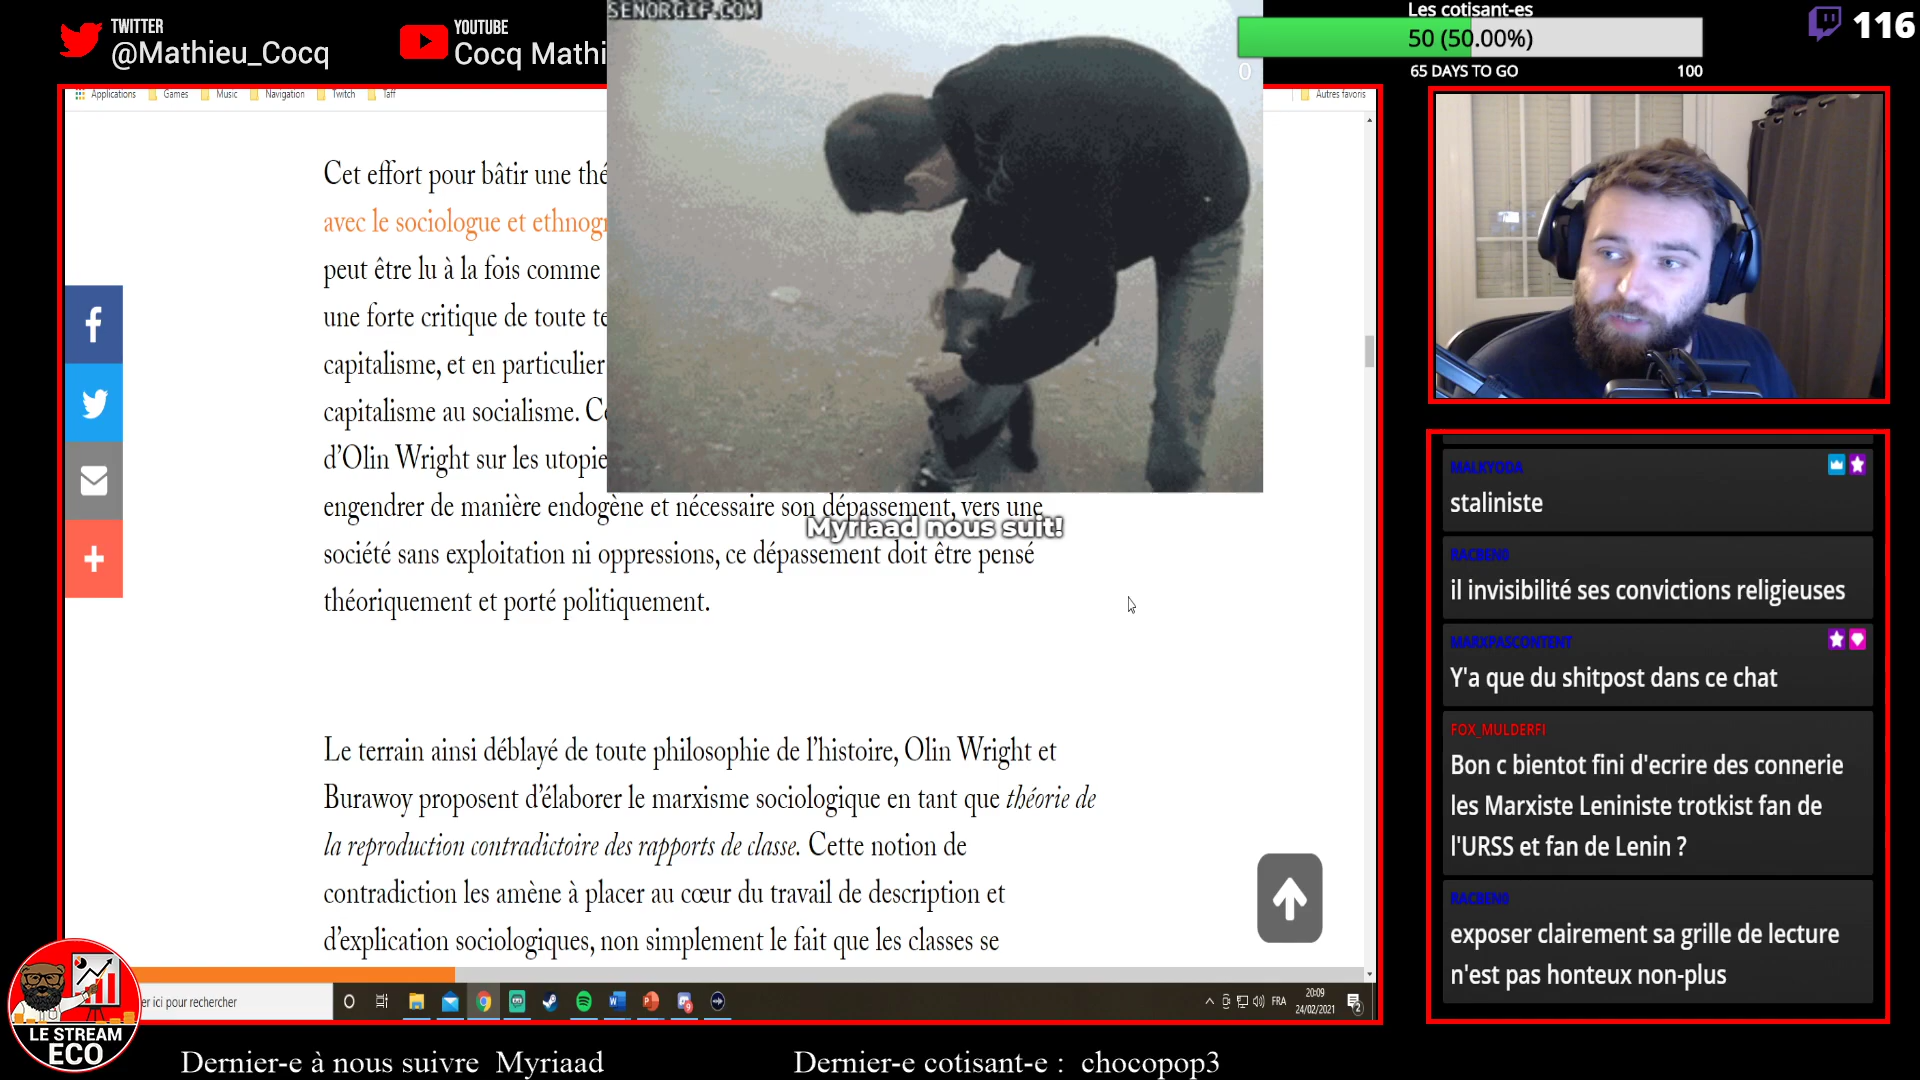 TWITTER
@Mathieu_Cocq
YOUTUBE
Cocq Mathi
SENORGIF.COM
Les cotisant-es
50 (50.00%)
0
65 DAYS TO GO
100
116
Applications
Games
Music
Navigation
Twitch
Taff
Autres favoris
Cet effort pour bâtir une thé
avec le sociologue et ethnogr
peut être lu à la fois comme
une forte critique de toute te
capitalisme, et en particulier
capitalisme au socialisme. Ce
d'Olin Wright sur les utopie
engendrer de manière endogène et nécessaire son dépassement, vers une
Myriaad nous suit!
société sans exploitation ni oppressions, ce dépassement doit être pensé
théoriquement et porté politiquement.
Le terrain ainsi déblayé de toute philosophie de l'histoire, Olin Wright et
Burawoy proposent d'élaborer le marxisme sociologique en tant que théorie de
la reproduction contradictoire des rapports de classe. Cette notion de
contradiction les amène à placer au cœur du travail de description et
d'explication sociologiques, non simplement le fait que les classes se
MALKYODA
staliniste
RACBEN0
il invisibilité ses convictions religieuses
MARXPASCONTENT
Y'a que du shitpost dans ce chat
FOX_MULDERFI
Bon c bientot fini d'ecrire des connerie
les Marxiste Leniniste trotkist fan de
l'URSS et fan de Lenin ?
RACBEN0
exposer clairement sa grille de lecture
n'est pas honteux non-plus
er ici pour rechercher
FRA
20:09
24/02/2021
2
LE STREAM
ECO
Dernier-e à nous suivre Myriaad
Dernier-e cotisant-e : chocopop3